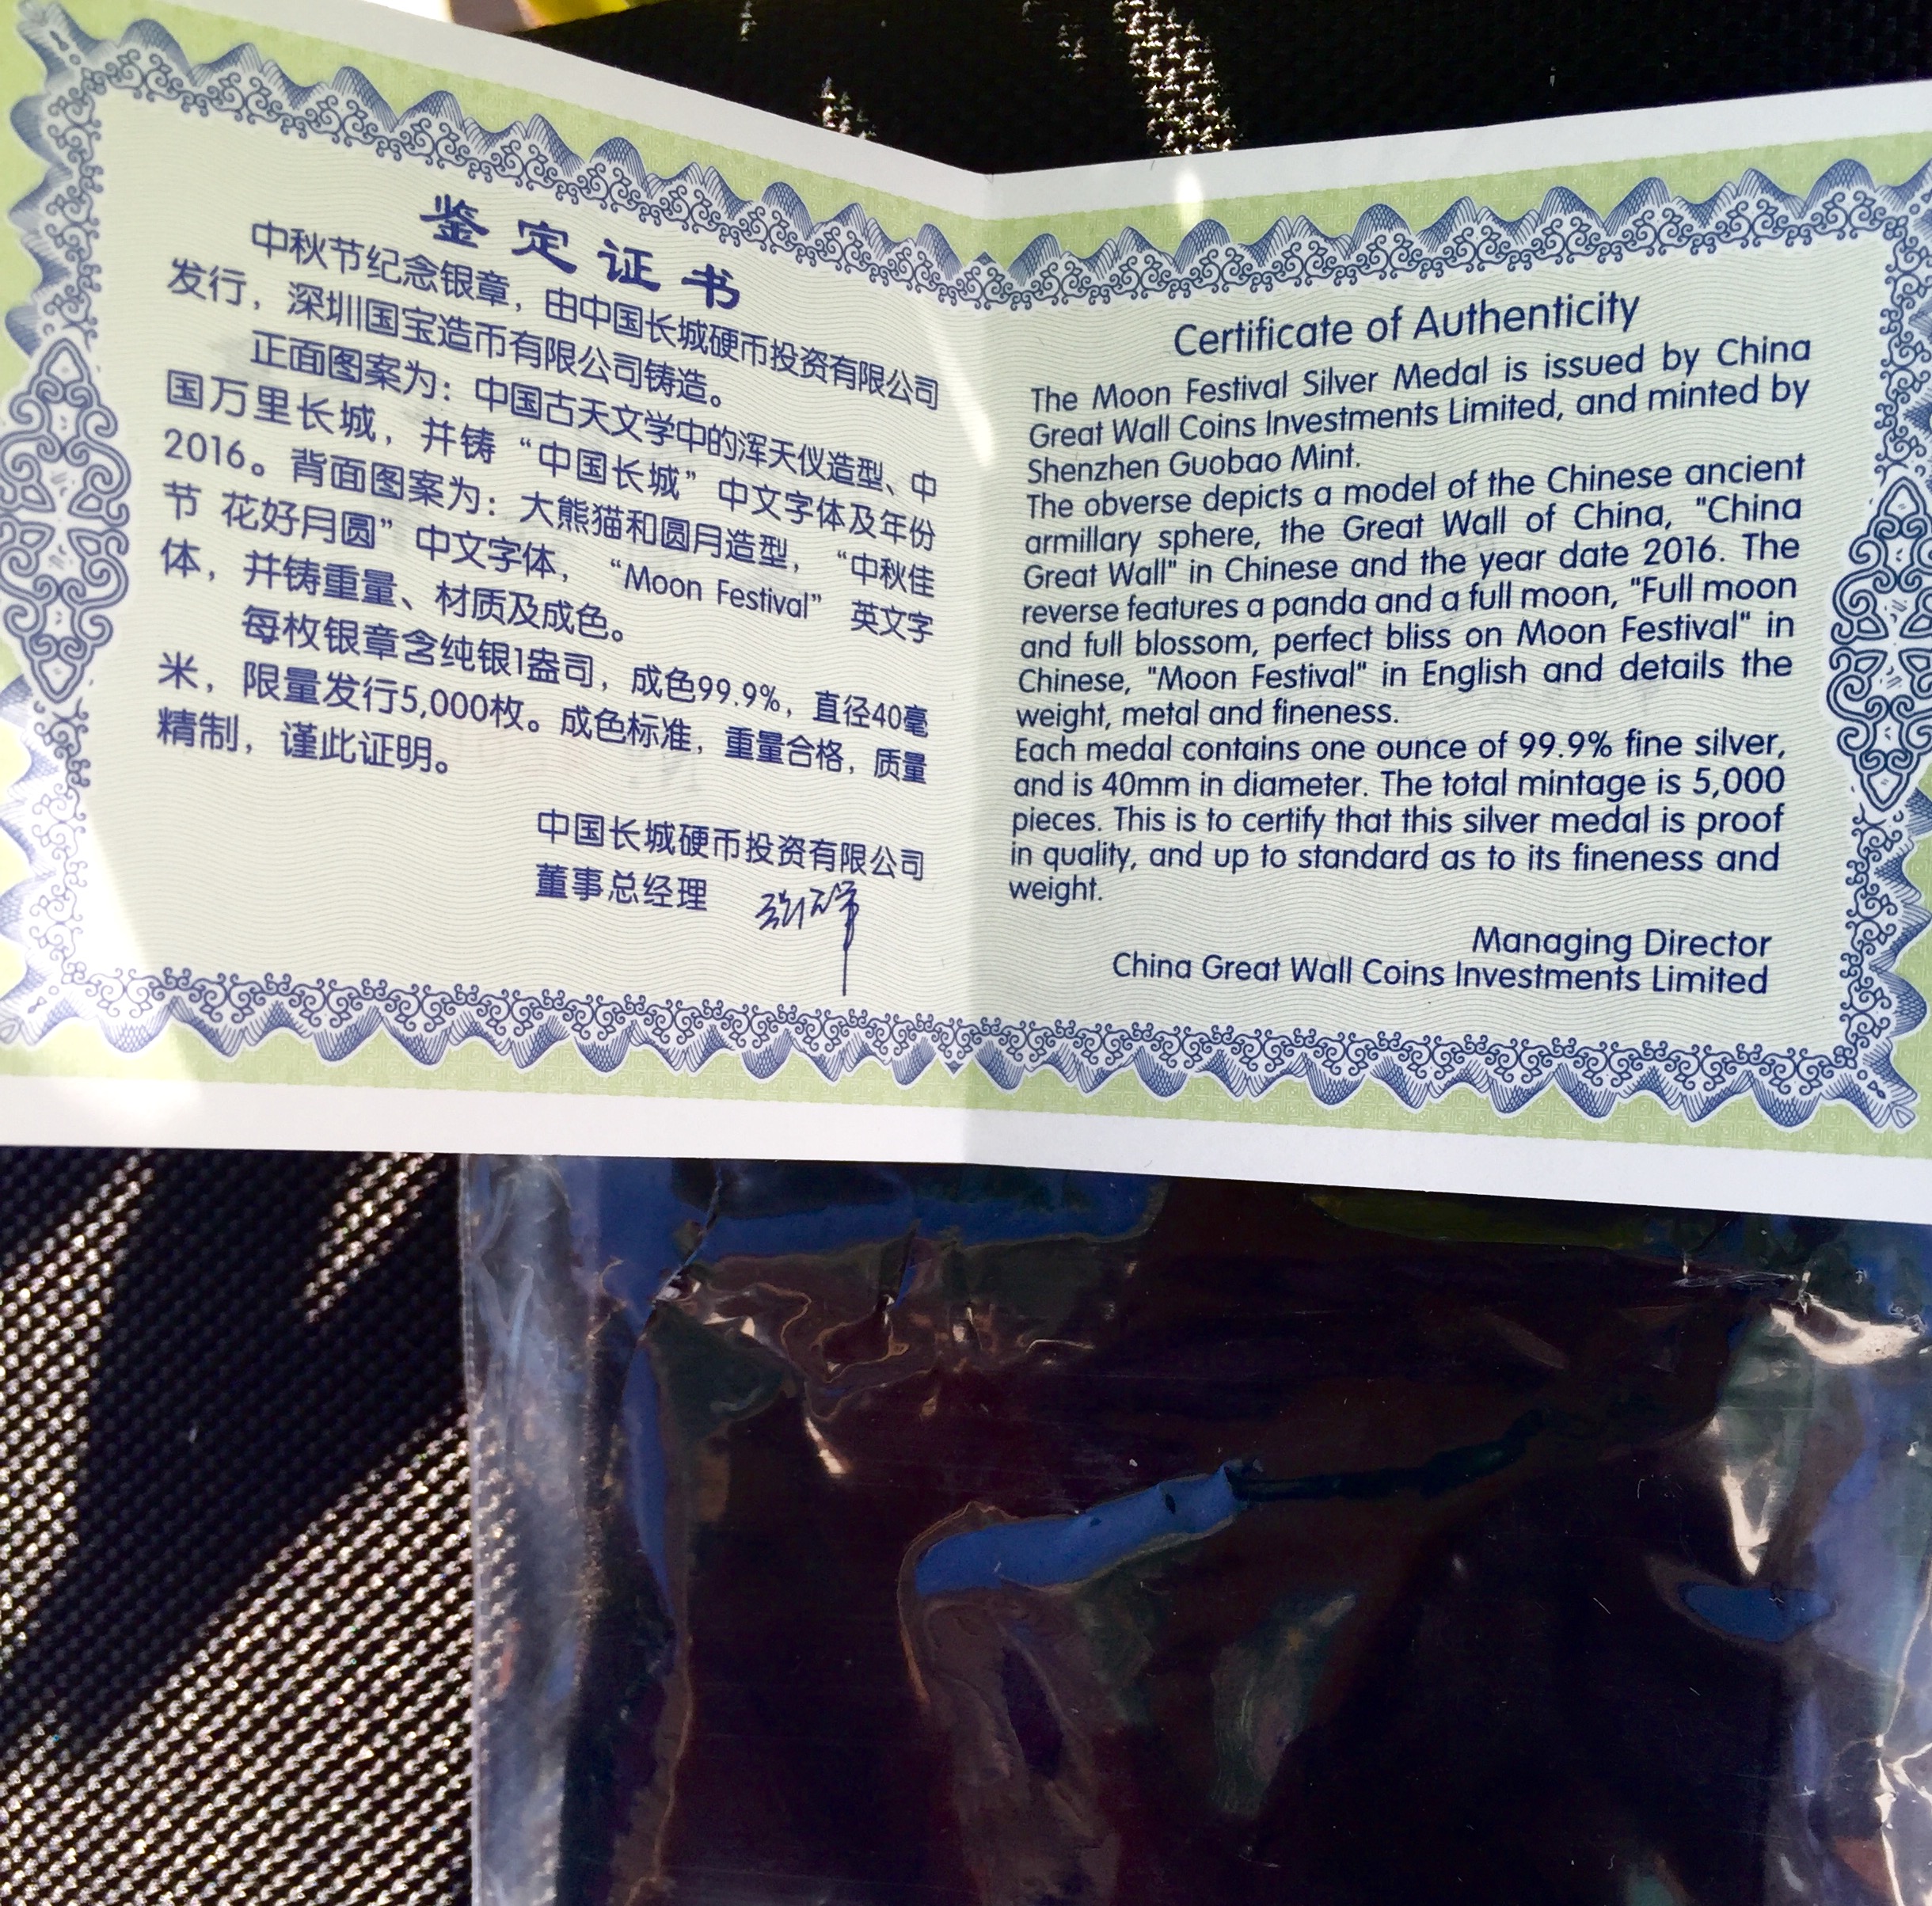 鉴定证书
中秋节纪念银章，由中国长城硬币投资有限公司
发行，深圳国宝造币有限公司铸造。
正面图案为：中国古天文学中的浑天仪造型、中
国万里长城，并铸“中国长城”中文字体及年份
2016。背面图案为：大熊猫和圆月造型，“中秋佳
节 花好月圆”中文字体，“Moon Festival”英文字
体，并铸重量、材质及成色。
每枚银章含纯银1盎司，成色99.9%，直径40毫
米，限量发行5,000枚。成色标准，重量合格，质量
精制，谨此证明。
中国长城硬币投资有限公司
董事总经理
Certificate of Authenticity
The Moon Festival Silver Medal is issued by China
Great Wall Coins Investments Limited, and minted by
Shenzhen Guobao Mint.
The obverse depicts a model of the Chinese ancient
armillary sphere, the Great Wall of China, "China
Great Wall" in Chinese and the year date 2016. The
reverse features a panda and a full moon, "Full moon
and full blossom, perfect bliss on Moon Festival" in
Chinese, "Moon Festival" in English and details the
weight, metal and fineness.
Each medal contains one ounce of 99.9% fine silver,
and is 40mm in diameter. The total mintage is 5,000
pieces. This is to certify that this silver medal is proof
in quality, and up to standard as to its fineness and
weight.
Managing Director
China Great Wall Coins Investments Limited